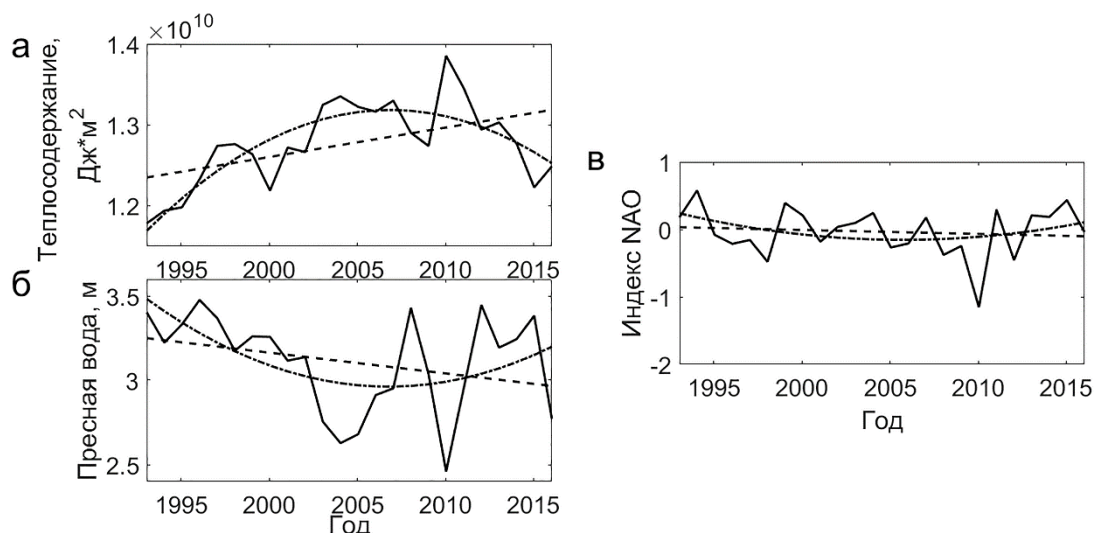 ×10^10
а
Теплосодержание,
Дж*м^2
1.4
1.3
1.2
1995 2000 2005 2010 2015
б
Пресная вода, м
3.5
3
2.5
1995 2000 2005 2010 2015
Год
в
Индекс NAO
1
0
-1
-2
1995 2000 2005 2010 2015
Год